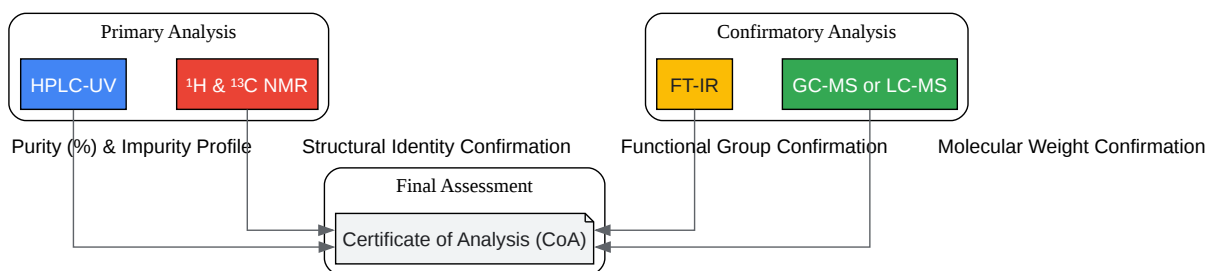 Primary Analysis
Confirmatory Analysis
HPLC-UV
¹H & ¹³C NMR
FT-IR
GC-MS or LC-MS
Purity (%) & Impurity Profile
Structural Identity Confirmation
Functional Group Confirmation
Molecular Weight Confirmation
Final Assessment
Certificate of Analysis (CoA)